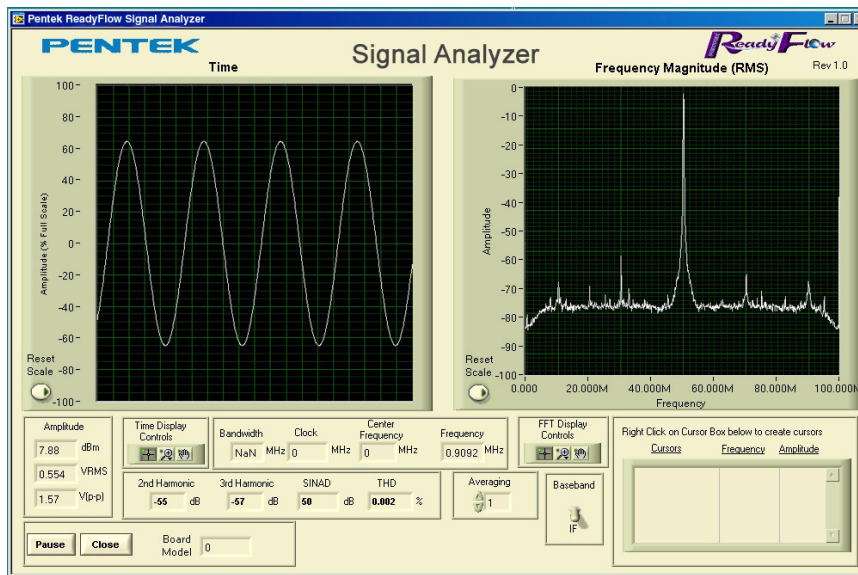 Pentek ReadyFlow Signal Analyzer
PENTEK
Signal Analyzer
ReadyFlow
Rev 1.0
Time
Frequency Magnitude (RMS)
Amplitude (% Full Scale)
100
80
60
40
20
0
-20
-40
-60
-80
-100
Reset
Scale
Amplitude
0
-10
-20
-30
-40
-50
-60
-70
-80
-90
-100
Reset
Scale
0.000 20.000M 40.000M 60.000M 80.000M 100.000M
Frequency
Amplitude
7.88 dBm
0.554 VRMS
1.57 V(p-p)
Time Display
Controls
Bandwidth
NaN MHz
Clock
0 MHz
Center
Frequency
0 MHz
Frequency
0.9092 MHz
FFT Display
Controls
2nd Harmonic
-55 dB
3rd Harmonic
-57 dB
SINAD
50 dB
THD
0.002 %
Averaging
1
Baseband
IF
Right Click on Cursor Box below to create cursors
Cursors Frequency Amplitude
Pause Close
Board
Model 0